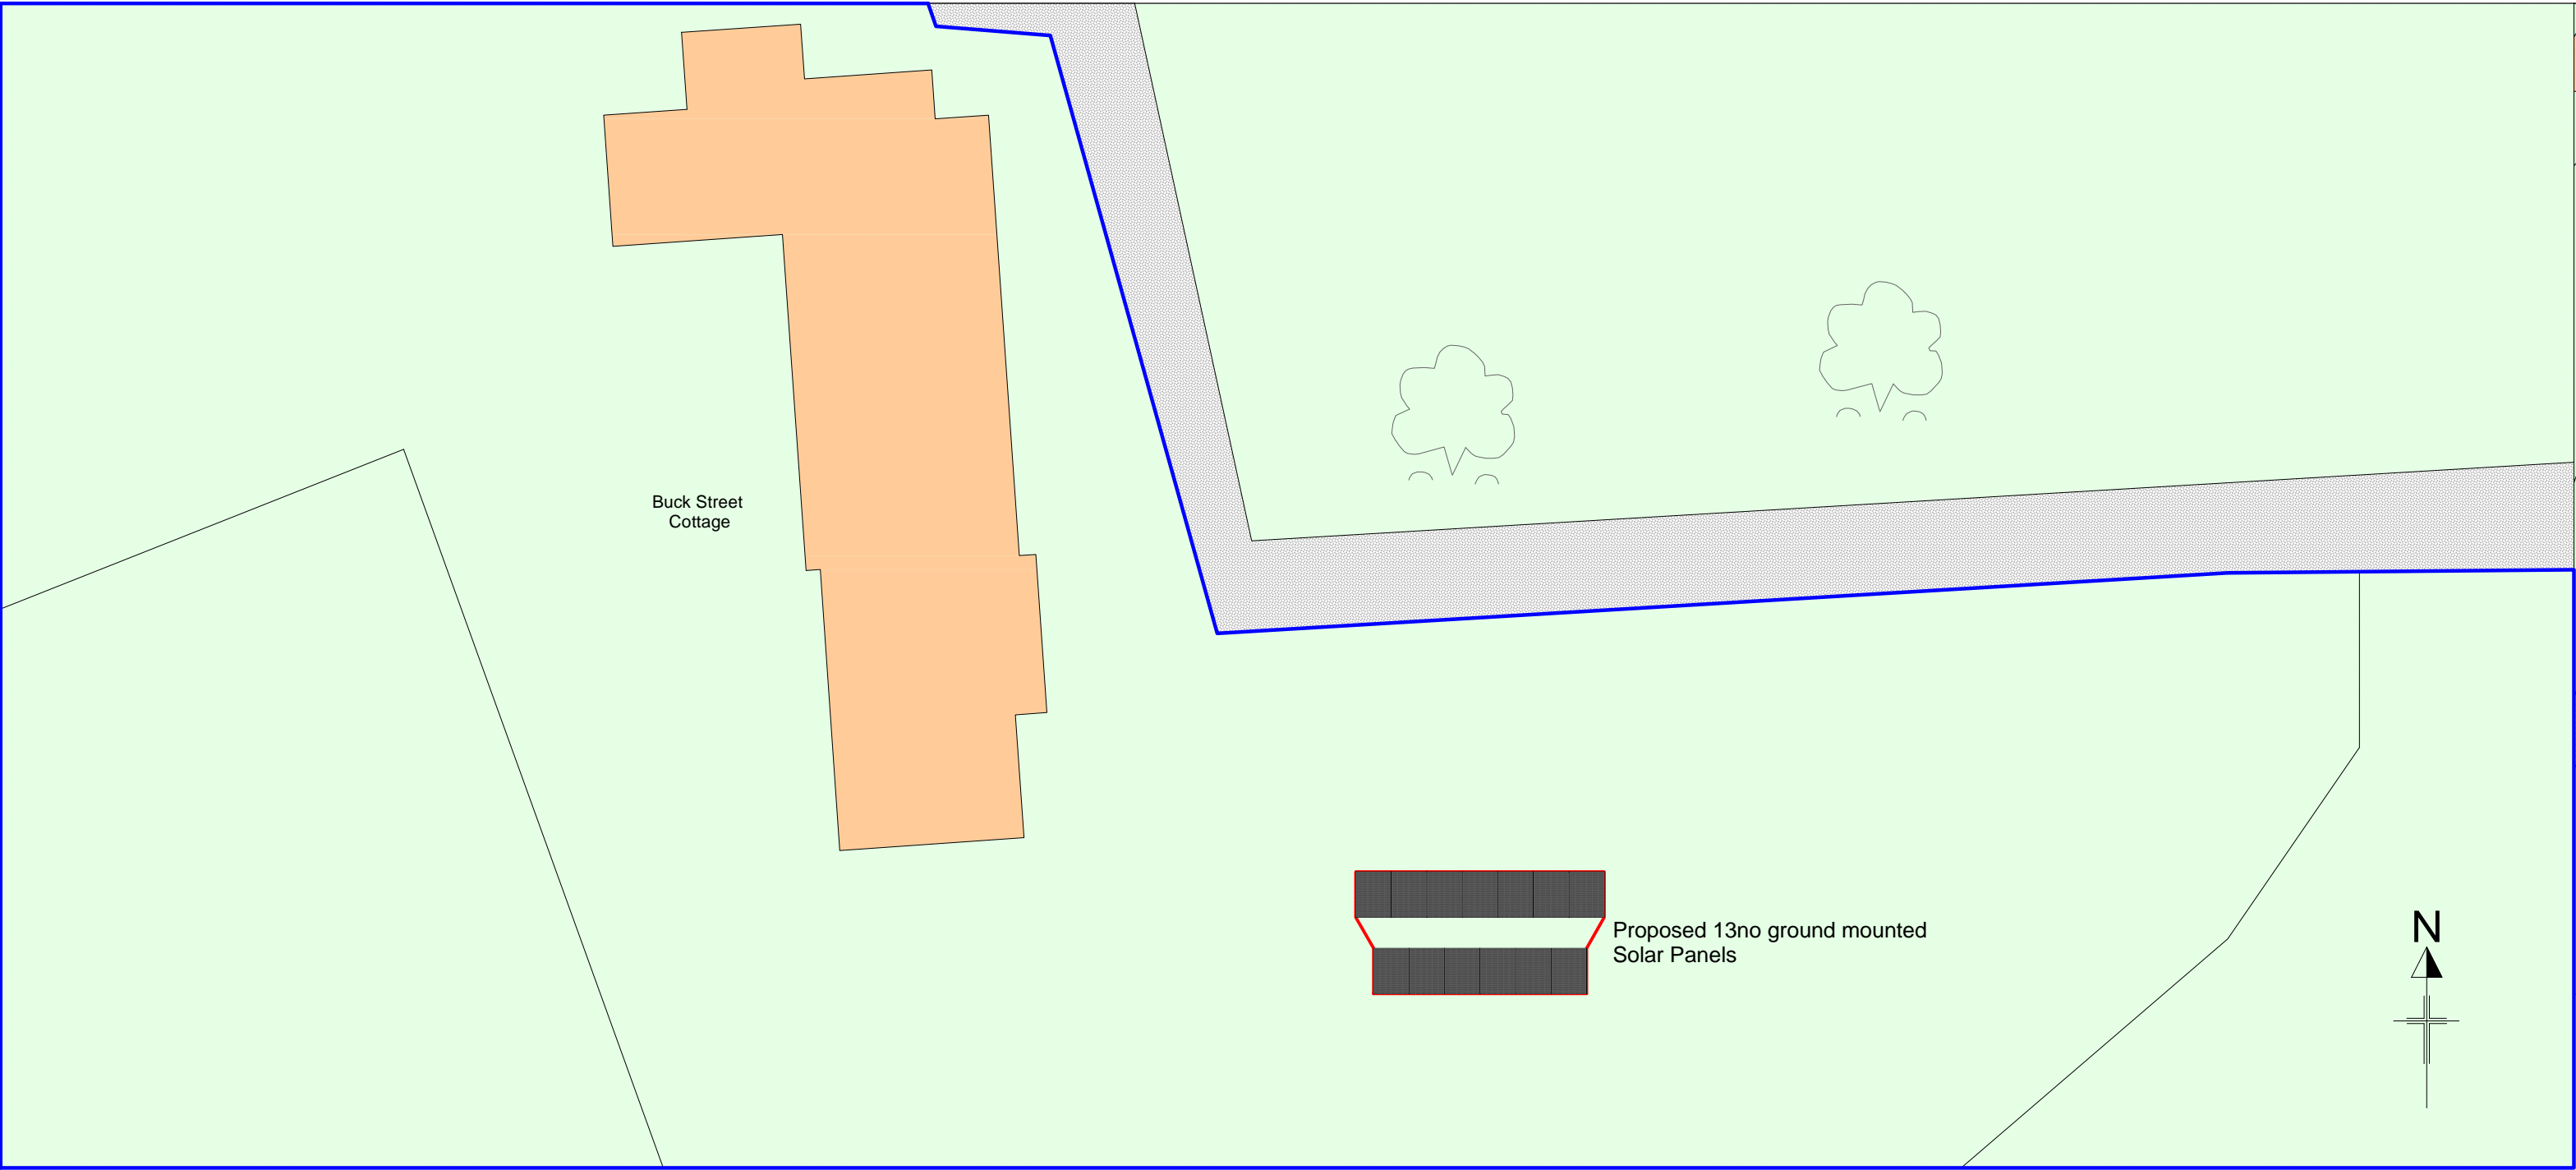 Buck Street
Cottage
Proposed 13no ground mounted
Solar Panels
N